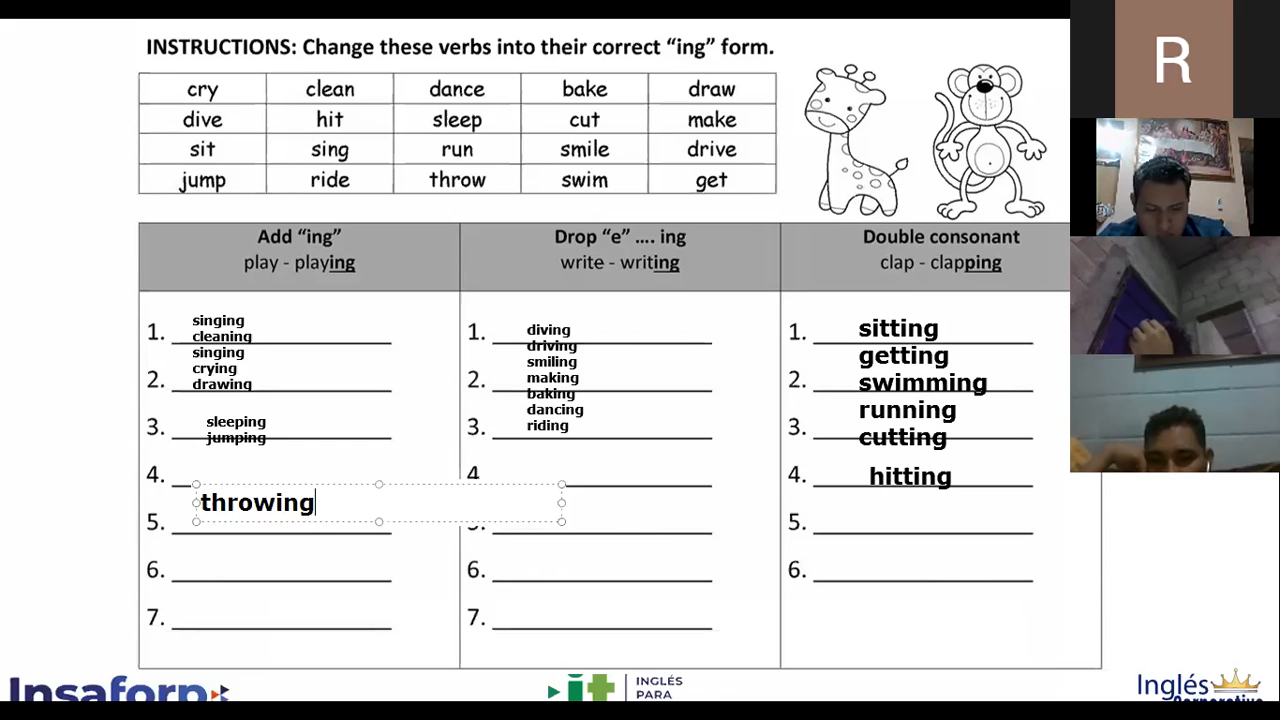 INSTRUCTIONS: Change these verbs into their correct “ing” form.
cry clean dance bake draw
dive hit sleep cut make
sit sing run smile drive
jump ride throw swim get
R
Add “ing”
play - playing
Drop “e” .... ing
write - writing
Double consonant
clap - clapping
1. singing
cleaning
singing
crying
2. drawing
sleeping
3. jumping
4.
throwing
5.
6.
7.
1. diving
driving
smiling
2. making
baking
dancing
3. riding
4.
5.
6.
7.
1. sitting
getting
2. swimming
running
3. cutting
4. hitting
5.
6.
Insaforp
it INGLÉS
PARA
Inglés
Corporativo